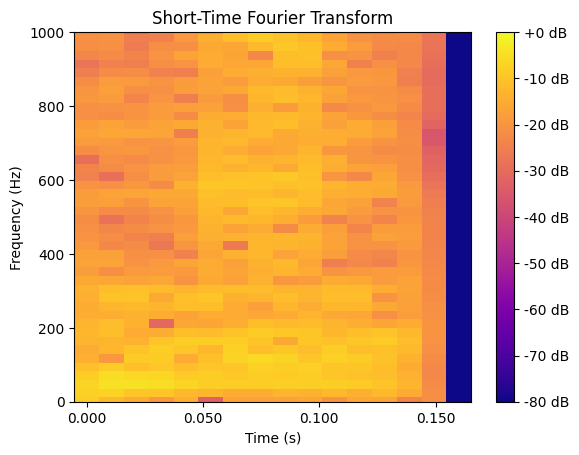 Short-Time Fourier Transform
Frequency (Hz)
1000
800
600
400
200
0
0.000
0.050
0.100
0.150
Time (s)
+0 dB
-10 dB
-20 dB
-30 dB
-40 dB
-50 dB
-60 dB
-70 dB
-80 dB